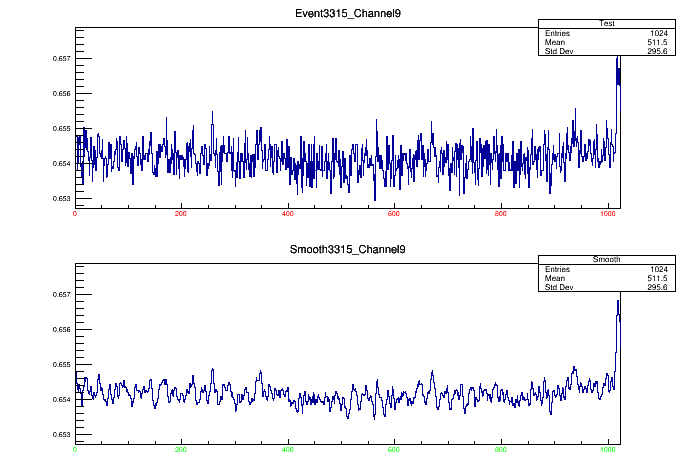 Event3315_Channel9
Test
Entries 1024
Mean 511.5
Std Dev 295.6
0.657
0.656
0.655
0.654
0.653
0 200 400 600 800 1000
Smooth3315_Channel9
Smooth
Entries 1024
Mean 511.5
Std Dev 295.6
0.657
0.656
0.655
0.654
0.653
0 200 400 600 800 1000